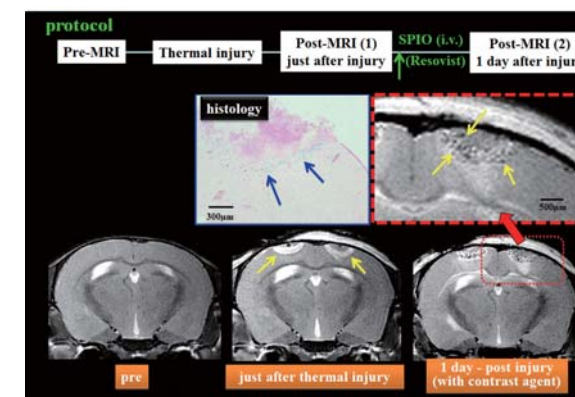 protocol
Pre-MRI
Thermal injury
Post-MRI (1)
just after injury
SPIO (i.v.)
(Resovist)
Post-MRI (2)
1 day after injury
histology
300μm
500μm
pre
just after thermal injury
1 day - post injury
(with contrast agent)